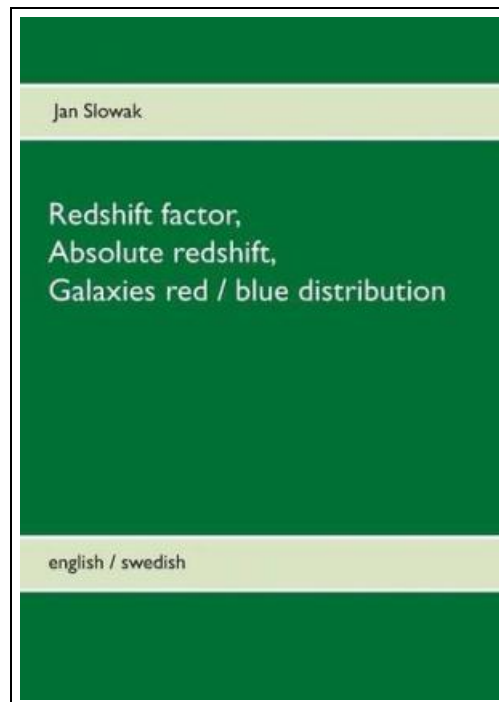 Jan Slowak
Redshift factor,
Absolute redshift,
Galaxies red / blue distribution
english / swedish